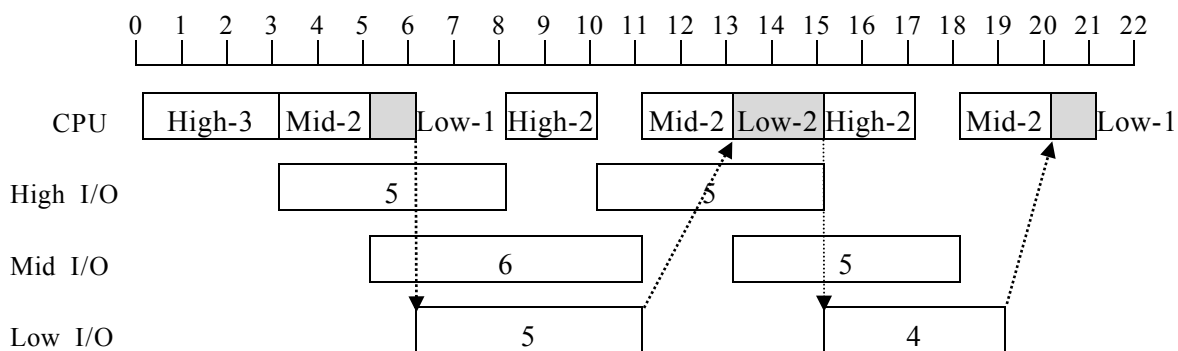 0 1 2 3 4 5 6 7 8 9 10 11 12 13 14 15 16 17 18 19 20 21 22
CPU High-3 Mid-2 Low-1 High-2 Mid-2 Low-2 High-2 Mid-2 Low-1
High I/O 5 5
Mid I/O 6 5
Low I/O 5 4